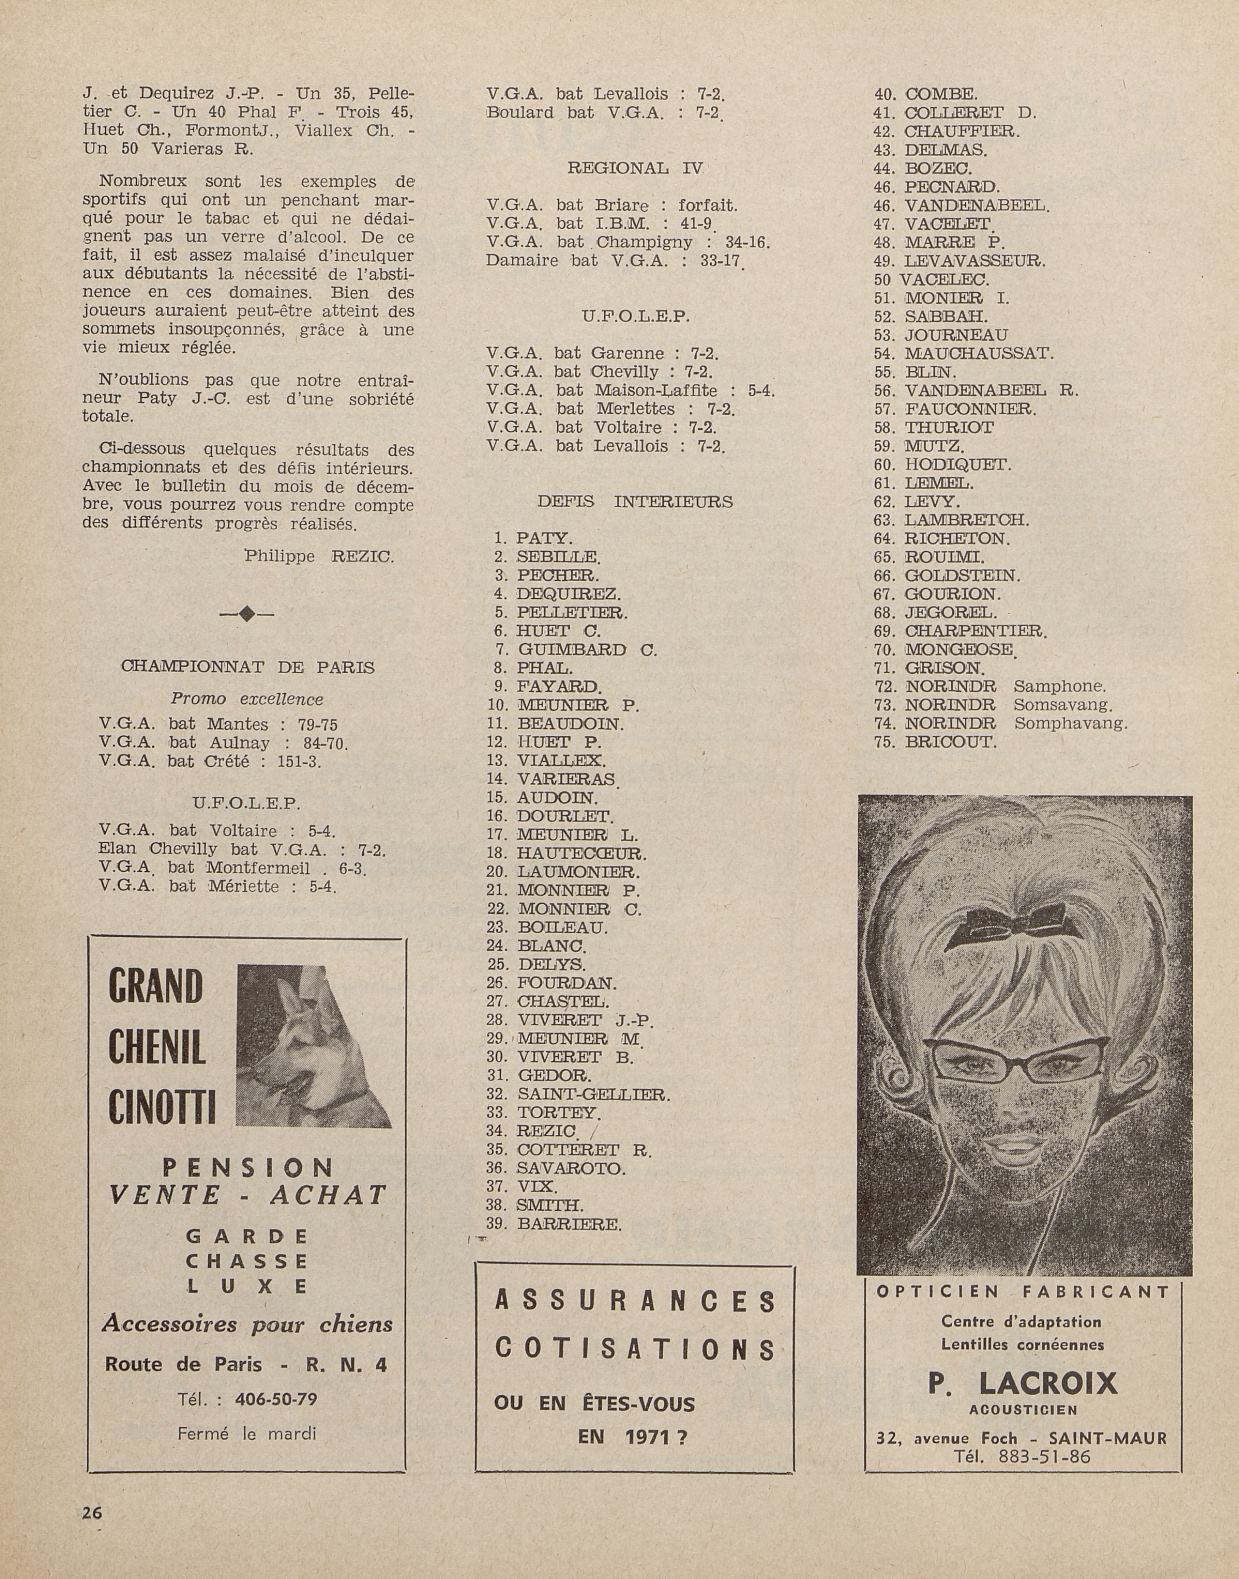 J. et Dequirez J.-P. - Un 35, Pelle-
tier C. - Un 40 Phal F. - Trois 45,
Huet Ch., FormontJ., Viallex Ch. -
Un 50 Varieras R.
Nombreux sont les exemples de
sportifs qui ont un penchant mar-
qué pour le tabac et qui ne dédai-
gnent pas un verre d'alcool. De ce
fait, il est assez malaisé d'inculquer
aux débutants la nécessité de l'absti-
nence en ces domaines. Bien des
joueurs auraient peut-être atteint des
sommets insoupçonnés, grâce à une
vie mieux réglée.
N'oublions pas que notre entraî-
neur Paty J.-C. est d'une sobriété
totale.
Ci-dessous quelques résultats des
championnats et des défis intérieurs.
Avec le bulletin du mois de décem-
bre, vous pourrez vous rendre compte
des différents progrès réalisés.
Philippe REZIC.
CHAMPIONNAT DE PARIS
Promo excellence
V.G.A. bat Mantes : 79-75
V.G.A. bat Aulnay : 84-70.
V.G.A. bat Crété : 151-3.
U.F.O.L.E.P.
V.G.A. bat Voltaire : 5-4.
Elan Chevilly bat V.G.A. : 7-2.
V.G.A. bat Montfermeil . 6-3.
V.G.A. bat Mériette : 5-4.
GRAND
CHENIL
CINOTTI
PENSION
VENTE - ACHAT
GARDE
CHASSE
LUXE
Accessoires pour chiens
Route de Paris - R. N. 4
Tél. : 406-50-79
Fermé le mardi
V.G.A. bat Levallois : 7-2.
Boulard bat V.G.A. : 7-2.
REGIONAL IV
V.G.A. bat Briare : forfait.
V.G.A. bat I.B.M. : 41-9.
V.G.A. bat Champigny : 34-16.
Damaire bat V.G.A. : 33-17.
U.F.O.L.E.P.
V.G.A. bat Garenne : 7-2.
V.G.A. bat Chevilly : 7-2.
V.G.A. bat Maison-Laffite : 5-4.
V.G.A. bat Merlettes : 7-2.
V.G.A. bat Voltaire : 7-2.
V.G.A. bat Levallois : 7-2.
DEFIS INTERIEURS
1. PATY.
2. SEBILLE.
3. PECHER.
4. DEQUIREZ.
5. PELLETIER.
6. HUET C.
7. GUIMBARD C.
8. PHAL.
9. FAYARD.
10. MEUNIER P.
11. BEAUDOIN.
12. HUET P.
13. VIALLEX.
14. VARIERAS.
15. AUDOIN.
16. DOURLET.
17. MEUNIER L.
18. HAUTECŒUR.
20. LAUMONIER.
21. MONNIER P.
22. MONNIER C.
23. BOILEAU.
24. BLANC.
25. DELYS.
26. FOURDAN.
27. CHASTEL.
28. VIVERET J.-P.
29. MEUNIER M.
30. VIVERET B.
31. GEDOR.
32. SAINT-GELLIER.
33. TORTEY.
34. REZIC.
35. COTTERET R.
36. SAVAROTO.
37. VIX.
38. SMITH.
39. BARRIERE.
ASSURANCES
COTISATIONS
OU EN ÊTES-VOUS
EN 1971 ?
40. COMBE.
41. COLLERET D.
42. CHAUFFIER.
43. DELMAS.
44. BOZEC.
46. PECNARD.
46. VANDENABEEL.
47. VACELET.
48. MARRE P.
49. LEVAVASSEUR.
50 VACELEC.
51. MONIER I.
52. SABBAH.
53. JOURNEAU
54. MAUCHAUSSAT.
55. BLIN.
56. VANDENABEEL R.
57. FAUCONNIER.
58. THURIOT
59. MUTZ.
60. HODIQUET.
61. LEMEL.
62. LEVY.
63. LAMBRETCH.
64. RICHETON.
65. ROUIMI.
66. GOLDSTEIN.
67. GOURION.
68. JEGOREL.
69. CHARPENTIER.
70. MONGEOSE.
71. GRISON.
72. NORINDR Samphone.
73. NORINDR Somsavang.
74. NORINDR Somphavang.
75. BRICOUT.
OPTICIEN FABRICANT
Centre d'adaptation
Lentilles cornéennes
P. LACROIX
ACOUSTICIEN
32, avenue Foch - SAINT-MAUR
Tél. 883-51-86
26